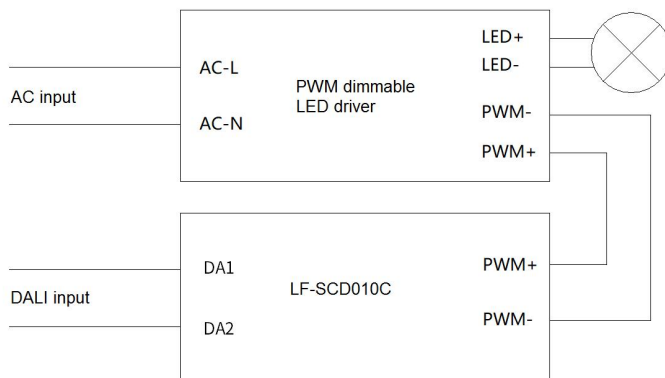 LED+
LED-
AC-L
PWM dimmable
LED driver
AC input
AC-N
PWM-
PWM+
DA1
PWM+
LF-SCD010C
DALI input
DA2
PWM-